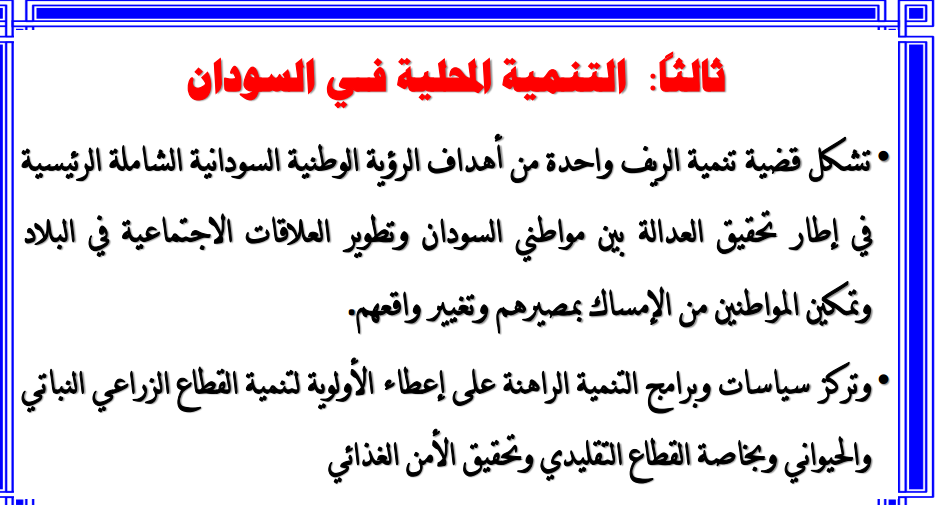 ثالثاً: التنمية المحلية في السودان
• تشكل قضية تنمية الريف واحدة من أهداف الرؤية الوطنية السودانية الشاملة الرئيسية
في إطار تحقيق العدالة بين مواطني السودان وتطوير العلاقات الاجتماعية في البلاد
وتمكين المواطنين من الإمساك بمصيرهم وتغيير واقعهم.
• وتركز سياسات وبرامج التنمية الراهنة على إعطاء الأولوية لتنمية القطاع الزراعي النباتي
والحيواني وبخاصة القطاع التقليدي وتحقيق الأمن الغذائي